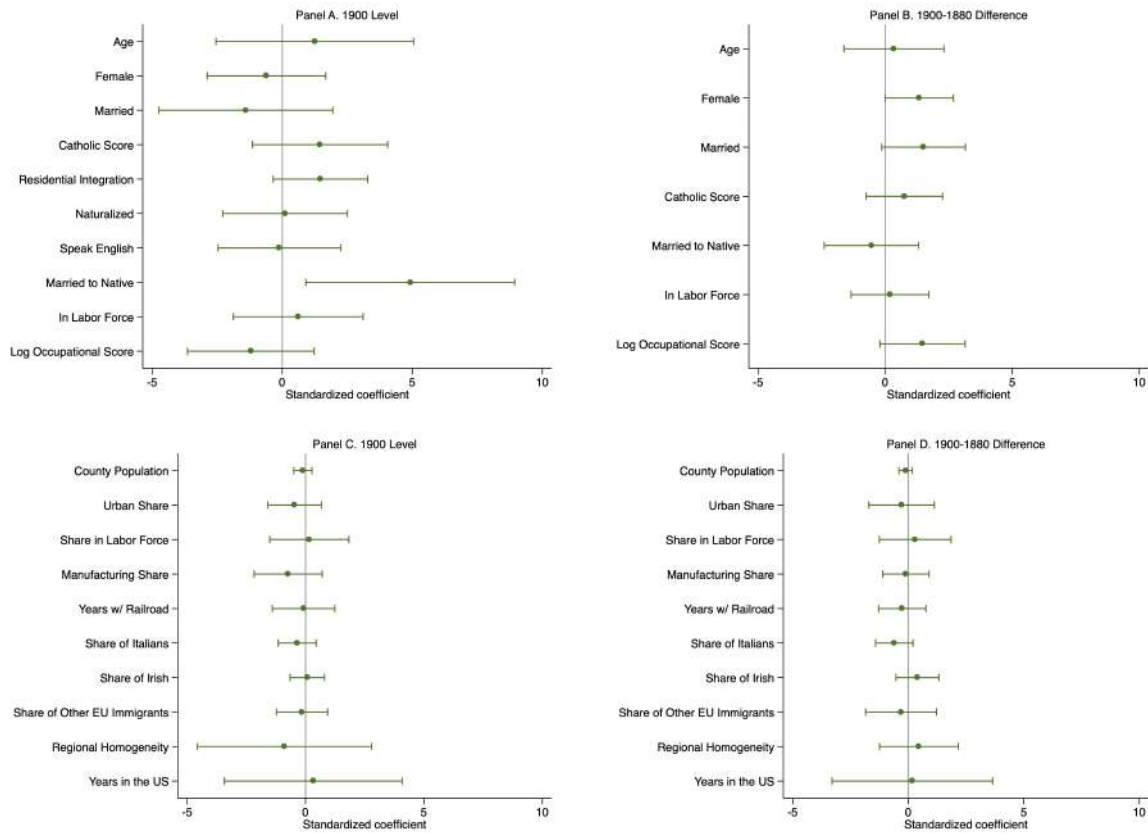 Panel A. 1900 Level
Age
Female
Married
Catholic Score
Residential Integration
Naturalized
Speak English
Married to Native
In Labor Force
Log Occupational Score
-5
0
5
10
Standardized coefficient
Panel B. 1900-1880 Difference
Age
Female
Married
Catholic Score
Married to Native
In Labor Force
Log Occupational Score
-5
0
5
10
Standardized coefficient
Panel C. 1900 Level
County Population
Urban Share
Share in Labor Force
Manufacturing Share
Years w/ Railroad
Share of Italians
Share of Irish
Share of Other EU Immigrants
Regional Homogeneity
Years in the US
-5
0
5
10
Standardized coefficient
Panel D. 1900-1880 Difference
County Population
Urban Share
Share in Labor Force
Manufacturing Share
Years w/ Railroad
Share of Italians
Share of Irish
Share of Other EU Immigrants
Regional Homogeneity
Years in the US
-5
0
5
10
Standardized coefficient